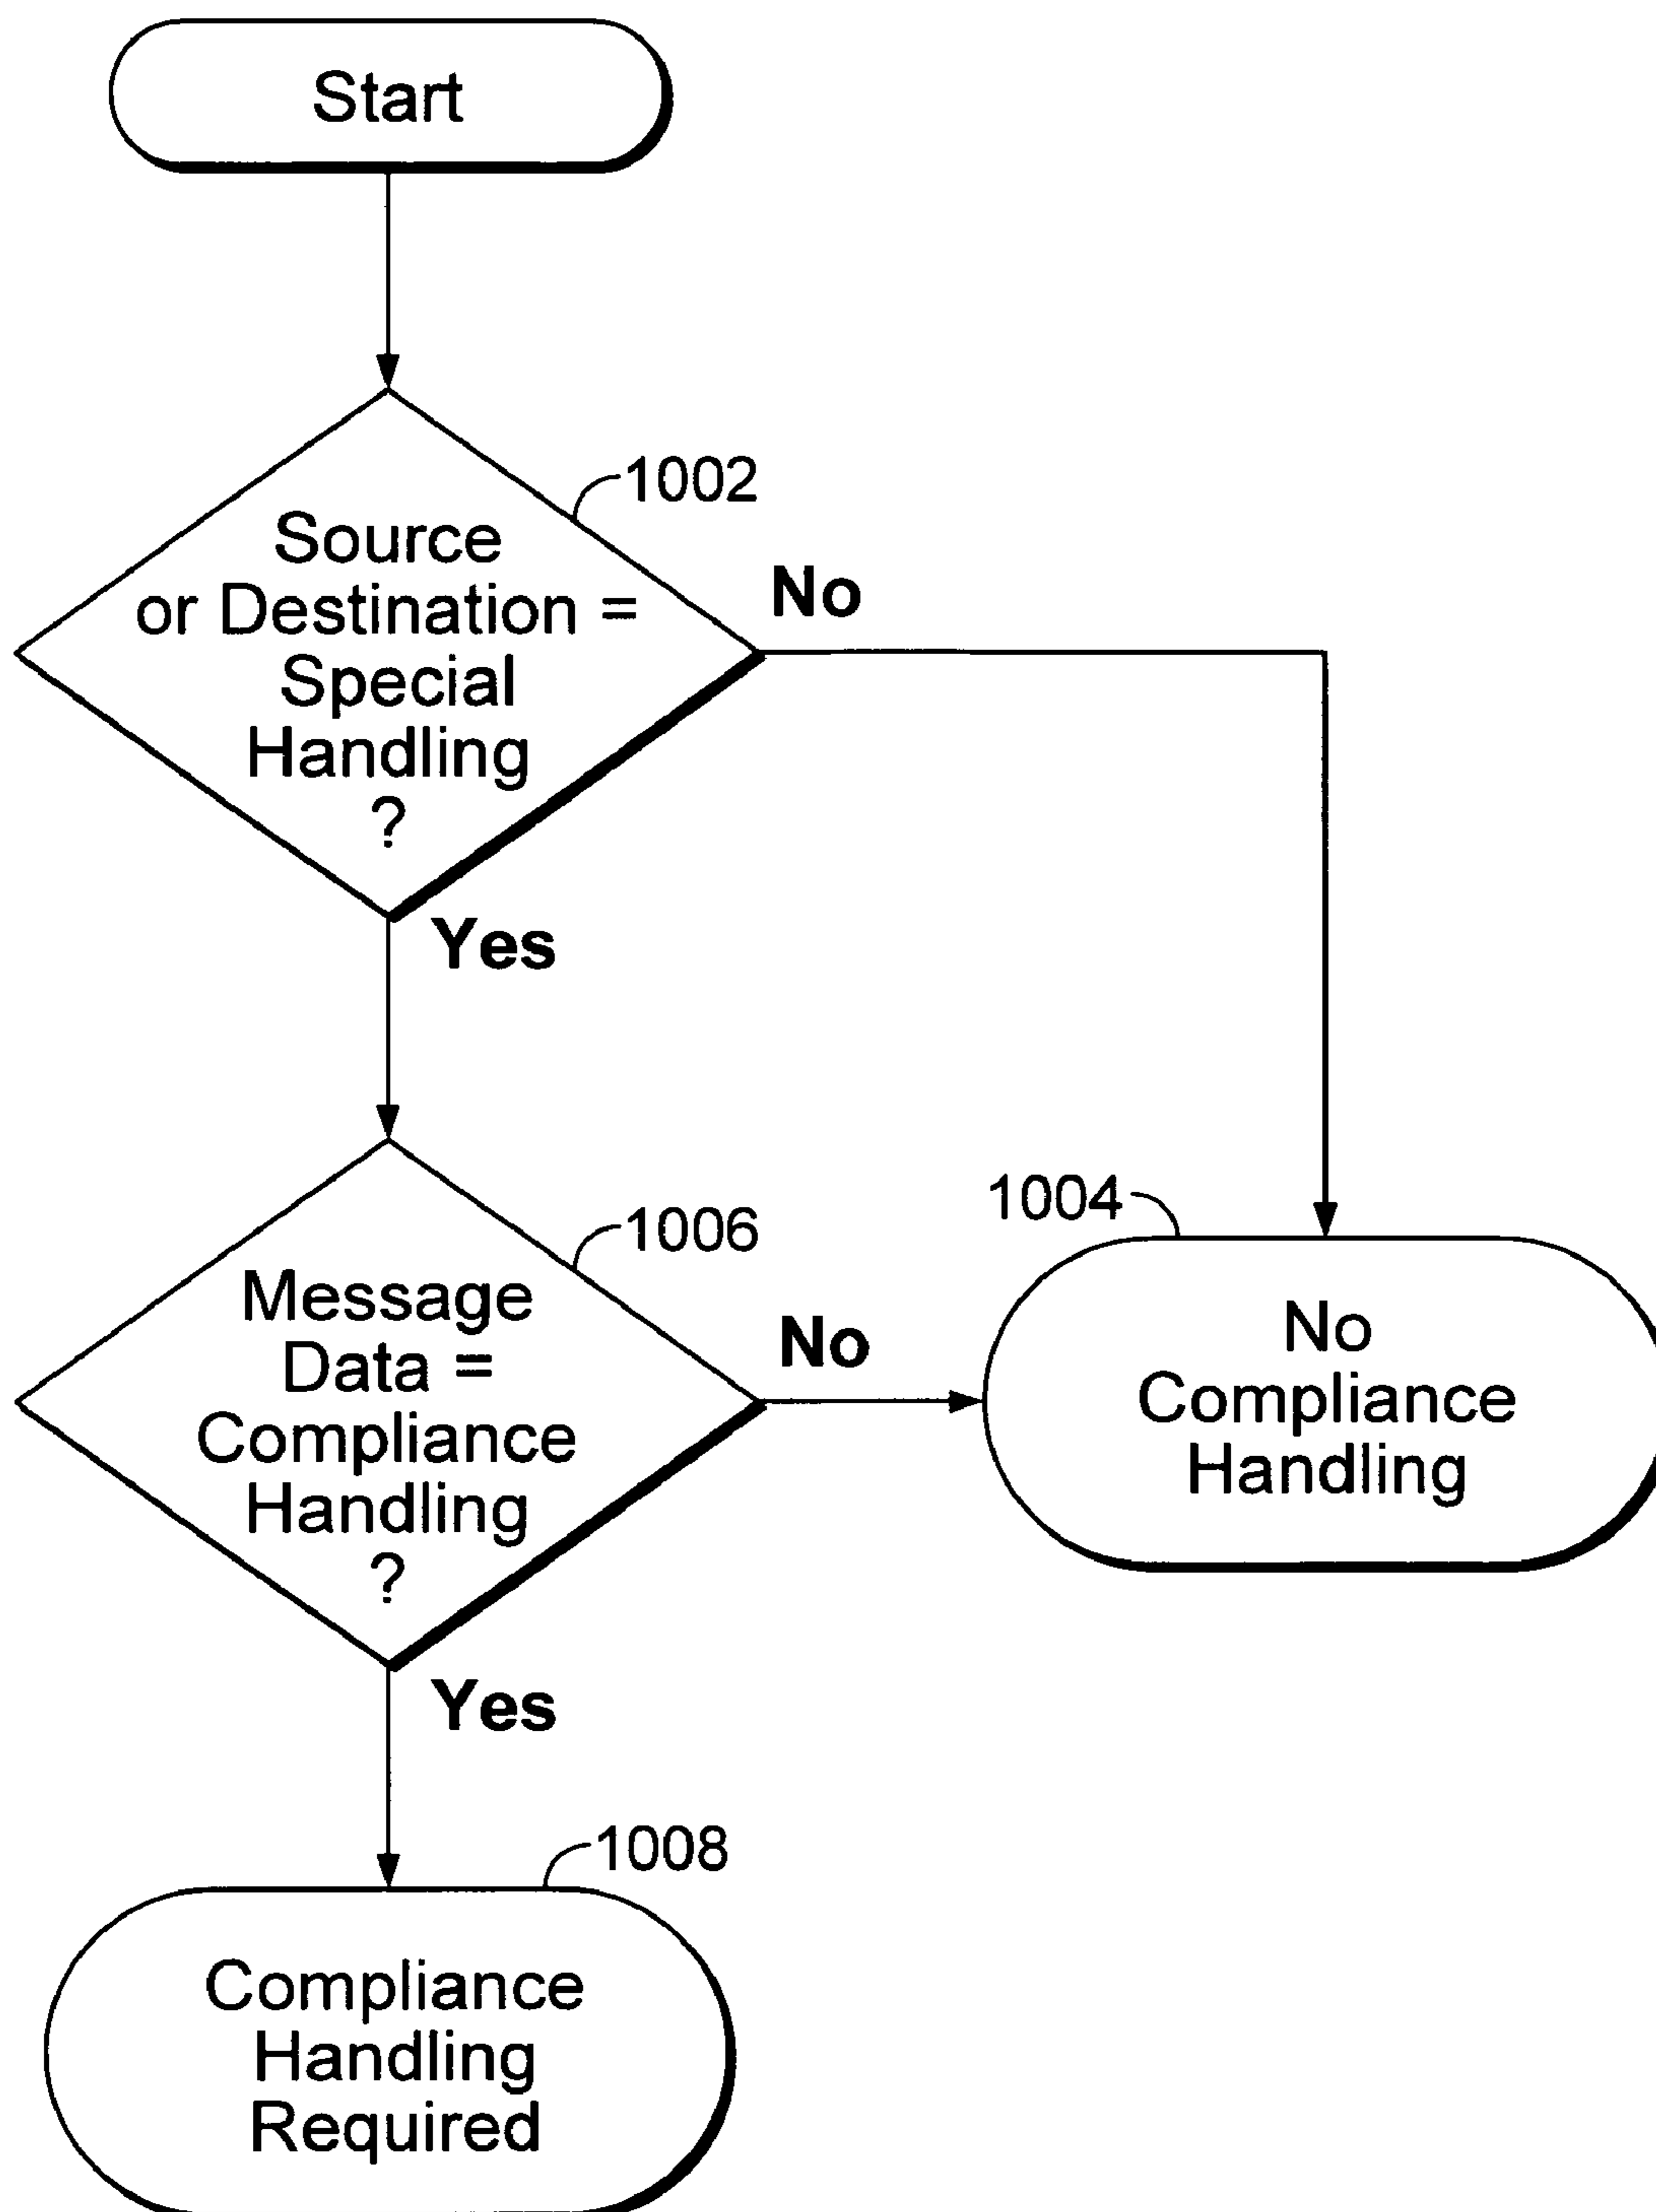 Start
1002
Source
or Destination =
Special
Handling
?
No
Yes
1006
Message
Data =
Compliance
Handling
?
No
1004
No
Compliance
Handling
Yes
1008
Compliance
Handling
Required